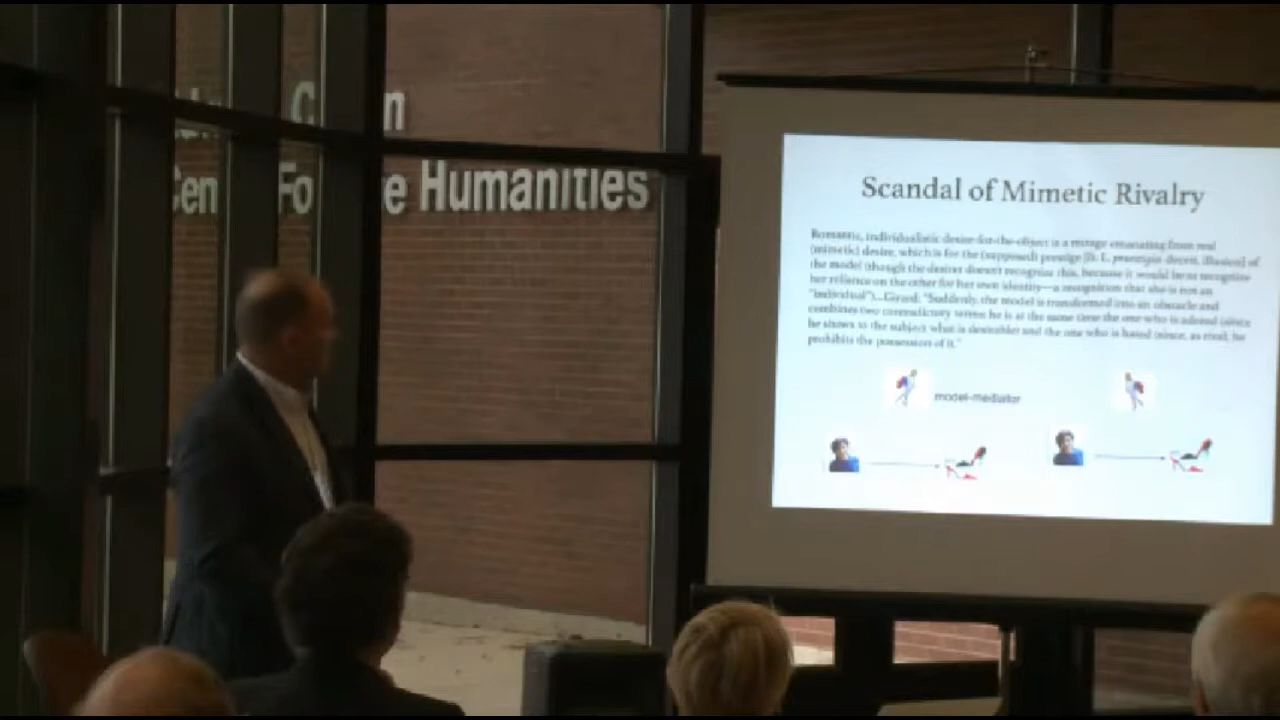 C n
Cen Fo e Humanities
Scandal of Mimetic Rivalry
Romantic, individualistic desire-for-the-object is a mirage emanating from real
(mimetic) desire, which is for the (supposed) prestige [fr. L. deceit, illusion] of
the model (though the desirer doesn't recognize this, because it would be to recognize
her reliance on the other for her own identity—a recognition that she is not an
"individual")...Girard: "Suddenly, the model is transformed into an obstacle and
combines two contradictory terms: he is at the same time the one who is adored (since
he shows to the subject what is desirable) and the one who is hated (since, as rival, he
prohibits the possession of it."
model-mediator